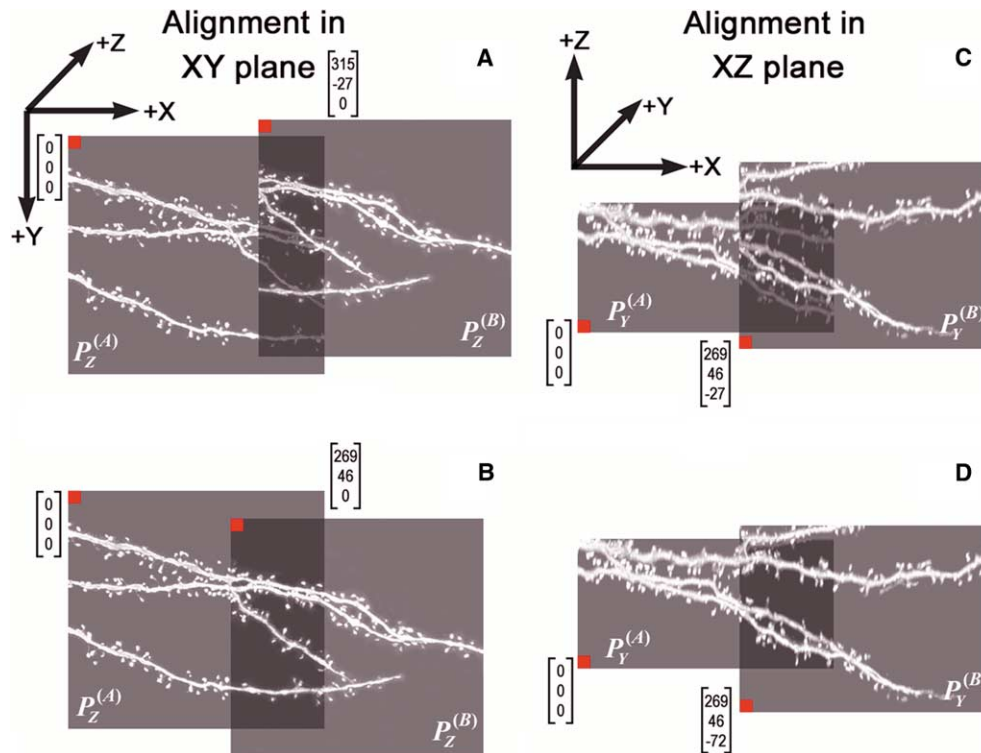 Alignment in
XY plane
A
+Z
+X
+Y
0
0
0
315
-27
0
P_Z^(A)
P_Z^(B)
Alignment in
XZ plane
C
+Z
+Y
+X
P_Y^(A)
P_Y^(B)
0
0
0
269
46
-27
B
0
0
0
269
46
0
P_Z^(A)
P_Z^(B)
D
P_Y^(A)
P_Y^(B)
0
0
0
269
46
-72